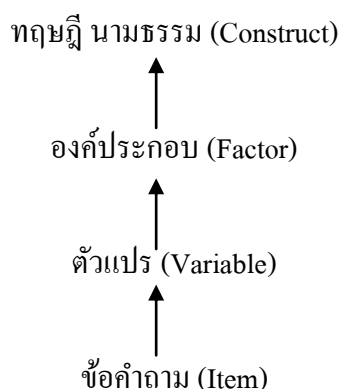 ทฤษฎี นามธรรม (Construct)
องค์ประกอบ (Factor)
ตัวแปร (Variable)
ข้อคำถาม (Item)